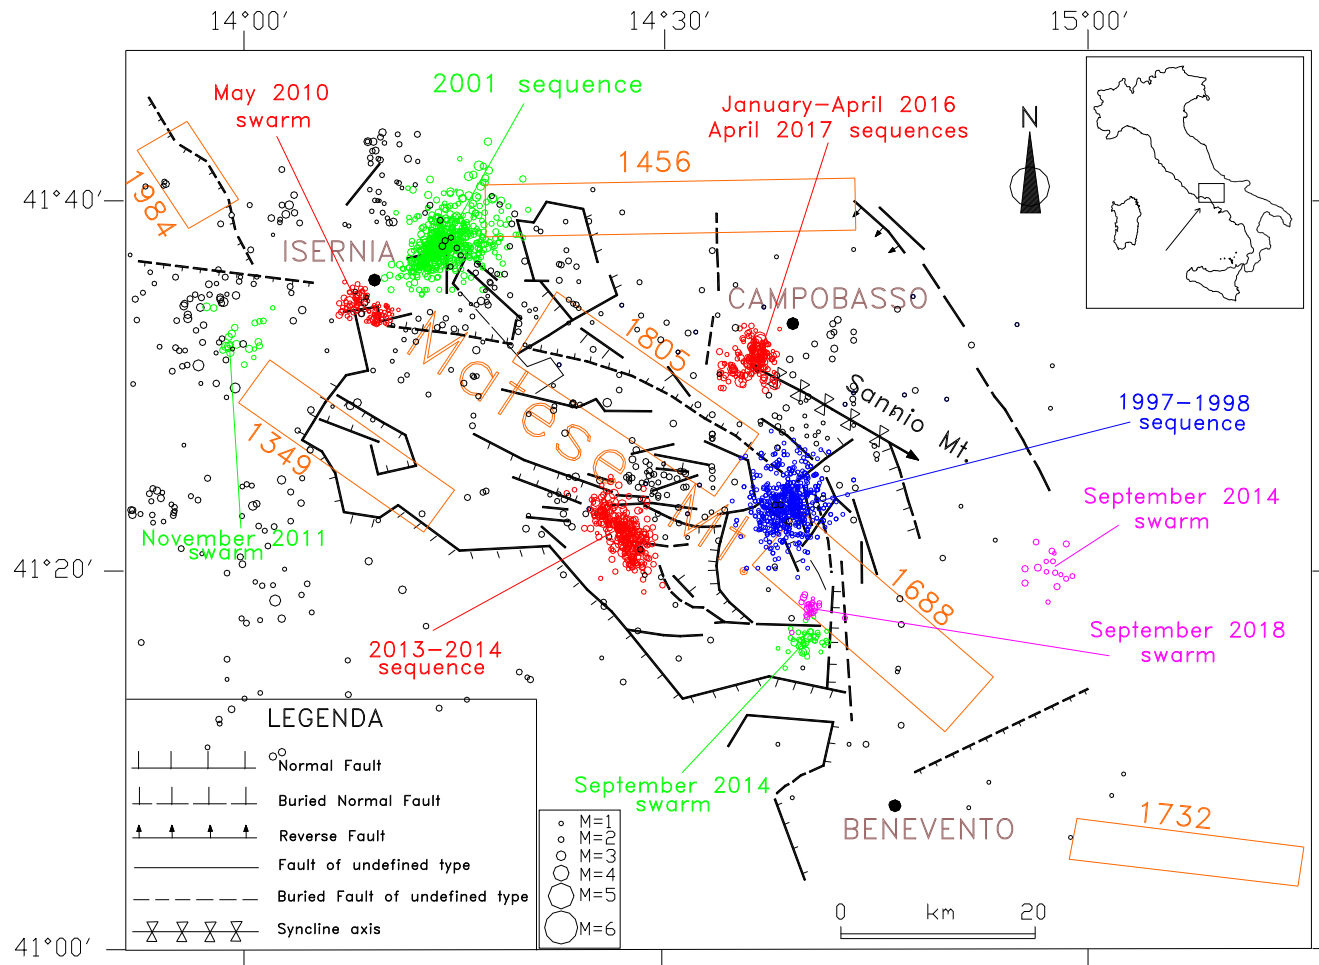 14°00′
14°30′
15°00′
41°40′
41°20′
41°00′
May 2010
swarm
2001 sequence
January–April 2016
April 2017 sequences
N
1456
1984
ISERNIA
CAMPOBASSO
1805
Matese Mt.
Sannio Mt.
1997–1998
sequence
1349
November 2011
swarm
September 2014
swarm
1688
September 2018
swarm
2013–2014
sequence
September 2014
swarm
BENEVENTO
1732
LEGENDA
Normal Fault
Buried Normal Fault
Reverse Fault
Fault of undefined type
Buried Fault of undefined type
Syncline axis
M=1
M=2
M=3
M=4
M=5
M=6
0 km 20